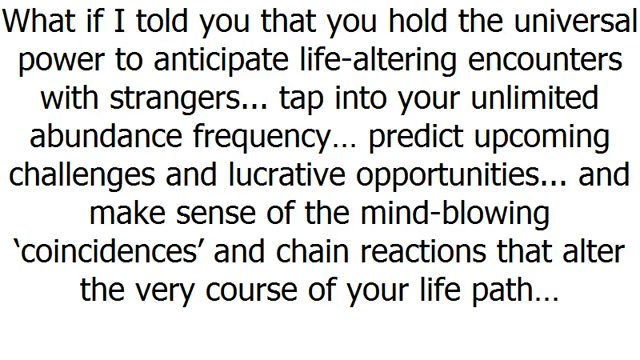 What if I told you that you hold the universal
power to anticipate life-altering encounters
with strangers... tap into your unlimited
abundance frequency… predict upcoming
challenges and lucrative opportunities... and
make sense of the mind-blowing
‘coincidences’ and chain reactions that alter
the very course of your life path…